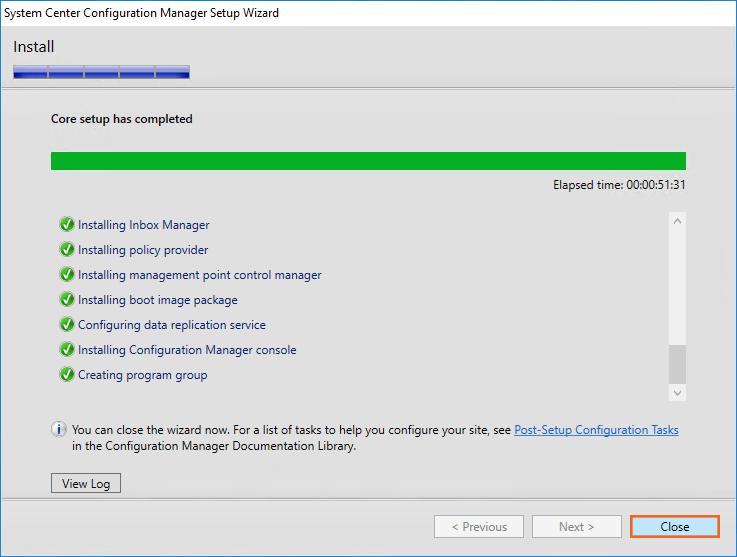 System Center Configuration Manager Setup Wizard
Install
Core setup has completed
Elapsed time: 00:00:51:31
Installing Inbox Manager
Installing policy provider
Installing management point control manager
Installing boot image package
Configuring data replication service
Installing Configuration Manager console
Creating program group
You can close the wizard now. For a list of tasks to help you configure your site, see Post-Setup Configuration Tasks
in the Configuration Manager Documentation Library.
View Log
< Previous
Next >
Close